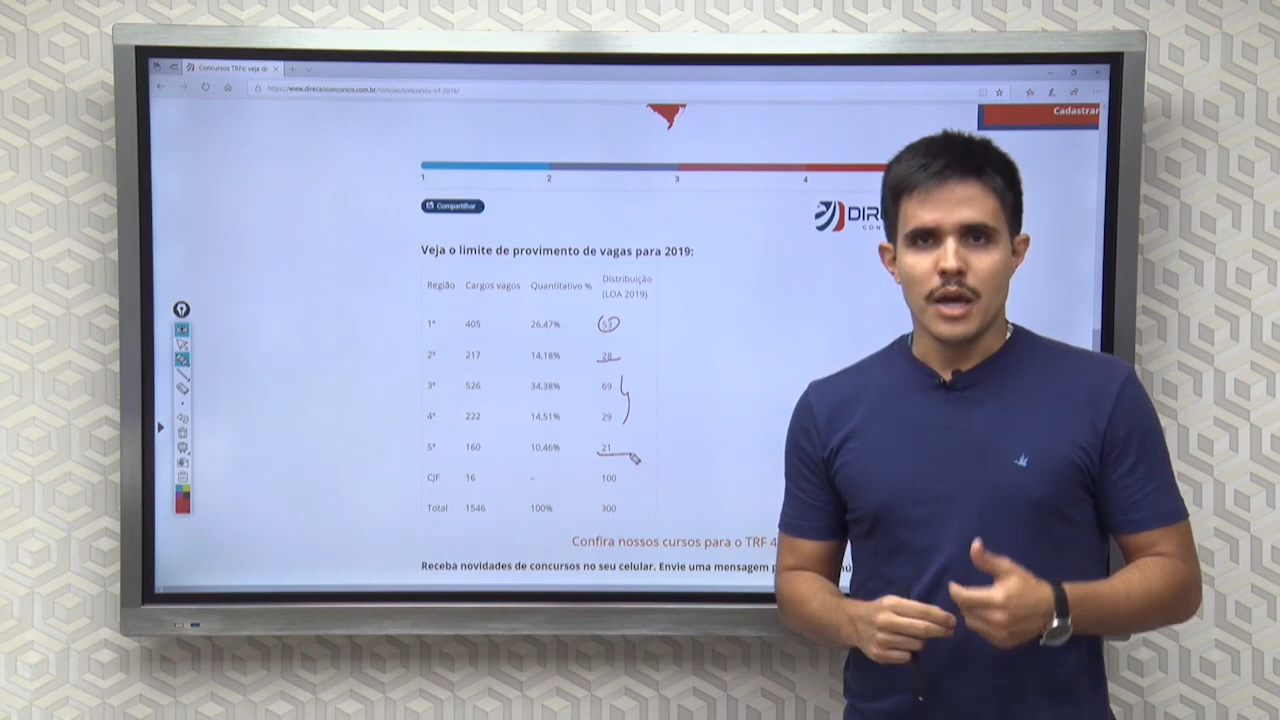 Concursos TRFs: veja di
https://www.direcaoconcursos.com.br/noticias/concursos-trf-2019/
Cadastrar
1 2 3 4
Compartilhar
DIR
CON
Veja o limite de provimento de vagas para 2019:
Região Cargos vagos Quantitativo % Distribuição (LOA 2019)
1ª 405 26,47% 53
2ª 217 14,18% 28
3ª 526 34,38% 69
4ª 222 14,51% 29
5ª 160 10,46% 21
CJF 16 – 100
Total 1546 100% 300
Confira nossos cursos para o TRF 4
Receba novidades de concursos no seu celular. Envie uma mensagem p